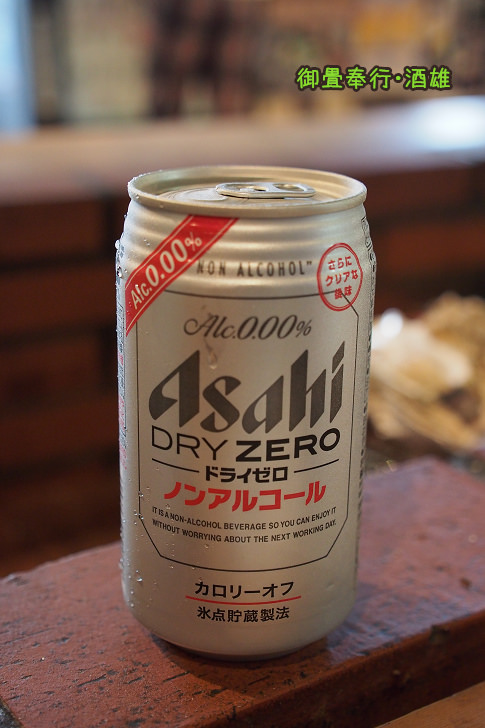 御畳奉行・酒雄
Alc.0.00%
"NON ALCOHOL"
さらに
クリアな
後味
Alc.0.00%
Asahi
DRY ZERO
ドライゼロ
ノンアルコール
IT IS A NON-ALCOHOL BEVERAGE SO YOU CAN ENJOY IT
WITHOUT WORRYING ABOUT THE NEXT WORKING DAY.
カロリーオフ
氷点貯蔵製法